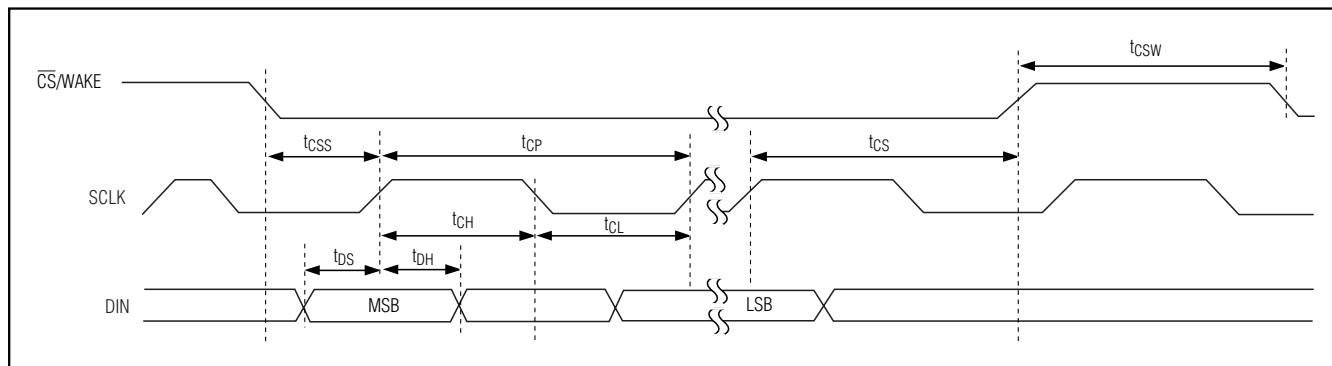 tCSW
CS/WAKE
tCSS
tCP
tCS
SCLK
tCH
tCL
tDS
tDH
DIN
MSB
LSB